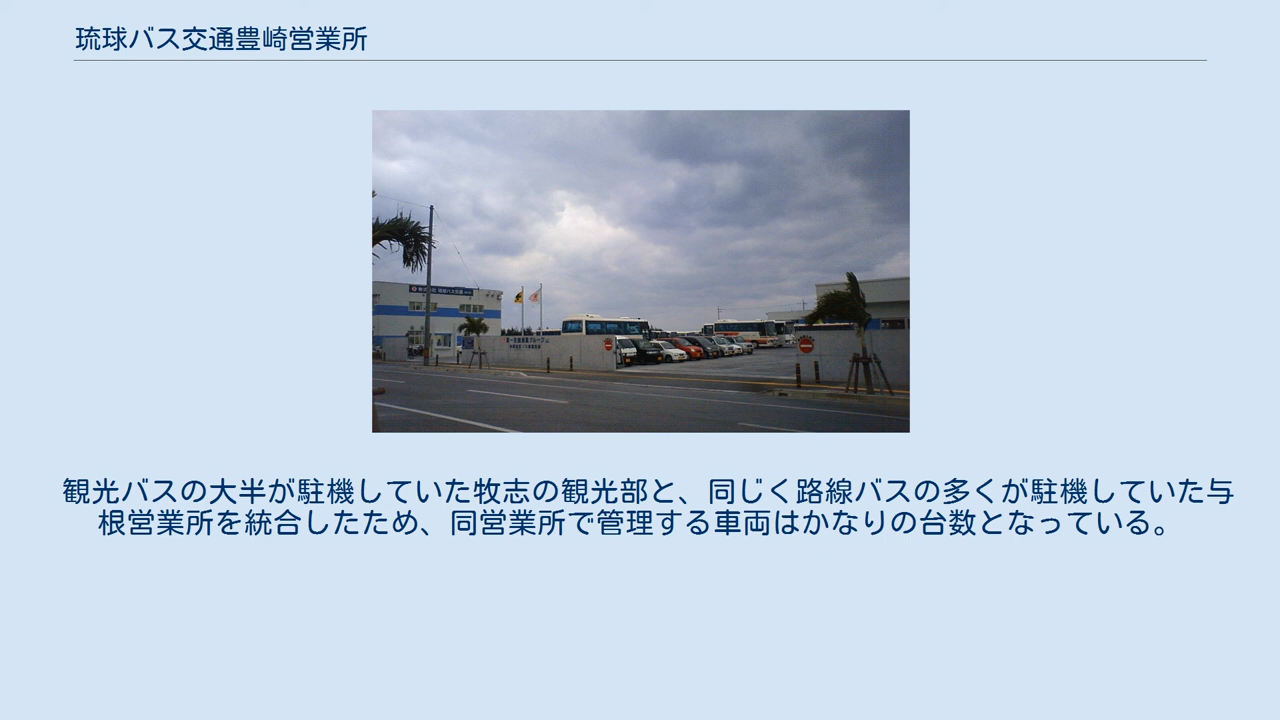 琉球バス交通豊崎営業所
観光バスの大半が駐機していた牧志の観光部と、同じく路線バスの多くが駐機していた与
根営業所を統合したため、同営業所で管理する車両はかなりの台数となっている。